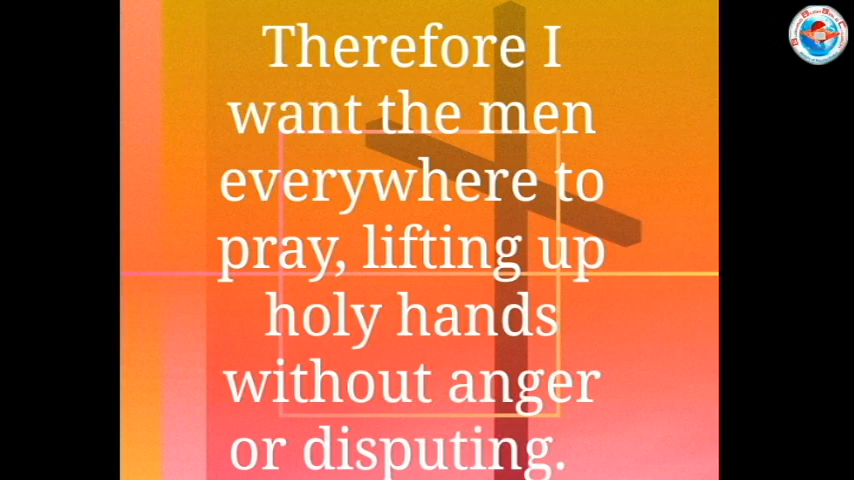 Therefore I
want the men
everywhere to
pray, lifting up
holy hands
without anger
or disputing.